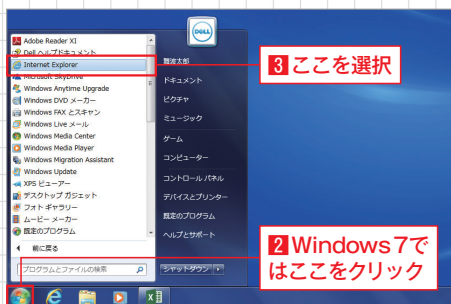 Adobe Reader XI
Dell ヘルプドキュメント
Internet Explorer
Microsoft SkyDrive
Windows Anytime Upgrade
Windows DVD メーカー
Windows FAX とスキャン
Windows Live メール
Windows Media Center
Windows Media Player
Windows Migration Assistant
Windows Update
XPS ビューアー
デスクトップ ガジェット
フォト ギャラリー
ムービー メーカー
既定のプログラム
前に戻る
プログラムとファイルの検索
DELL
難波太郎
ドキュメント
ピクチャ
ミュージック
ゲーム
コンピューター
コントロール パネル
デバイスとプリンター
既定のプログラム
ヘルプとサポート
シャットダウン
3 ここを選択
2 Windows 7で
はここをクリック